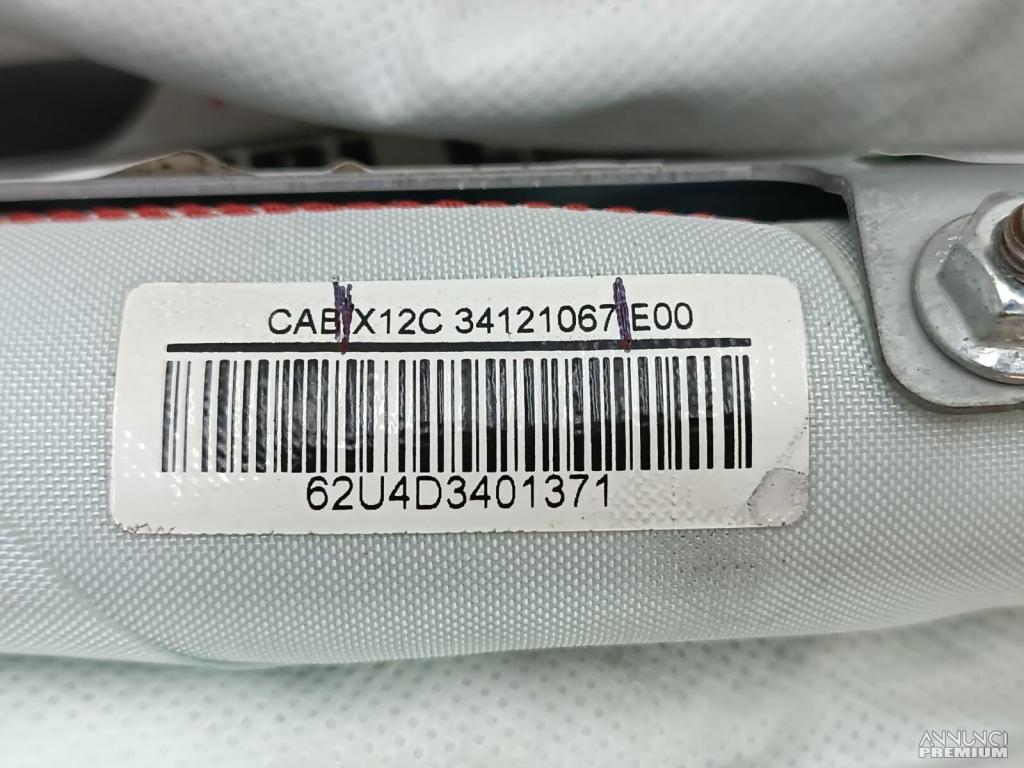 CAB X12C 34121067 E00
62U4D3401371
ANNUNCI
PREMIUM